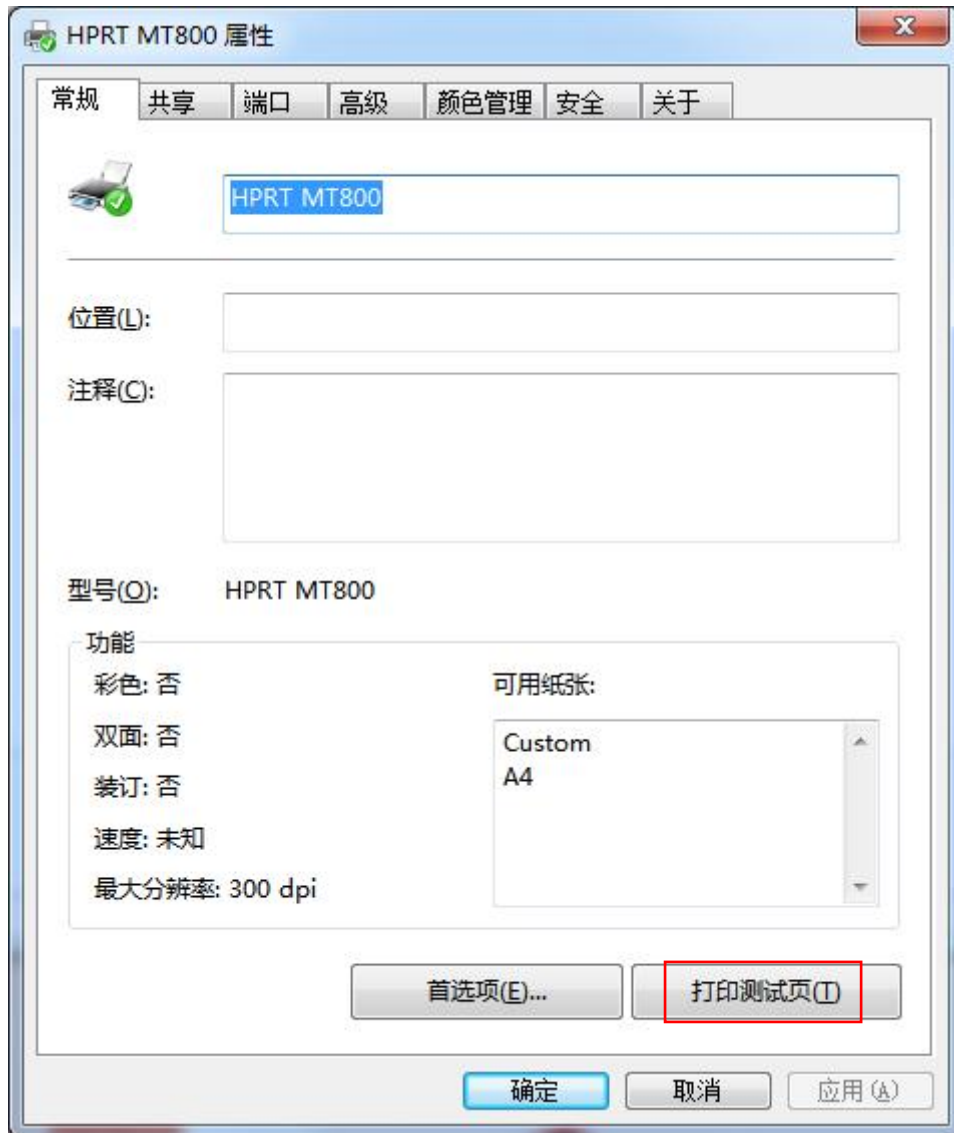 HPRT MT800 属性
常规 共享 端口 高级 颜色管理 安全 关于
HPRT MT800
位置(L):
注释(C):
型号(O): HPRT MT800
功能
彩色: 否
双面: 否
装订: 否
速度: 未知
最大分辨率: 300 dpi
可用纸张:
Custom
A4
首选项(E)... 打印测试页(T)
确定 取消 应用(A)